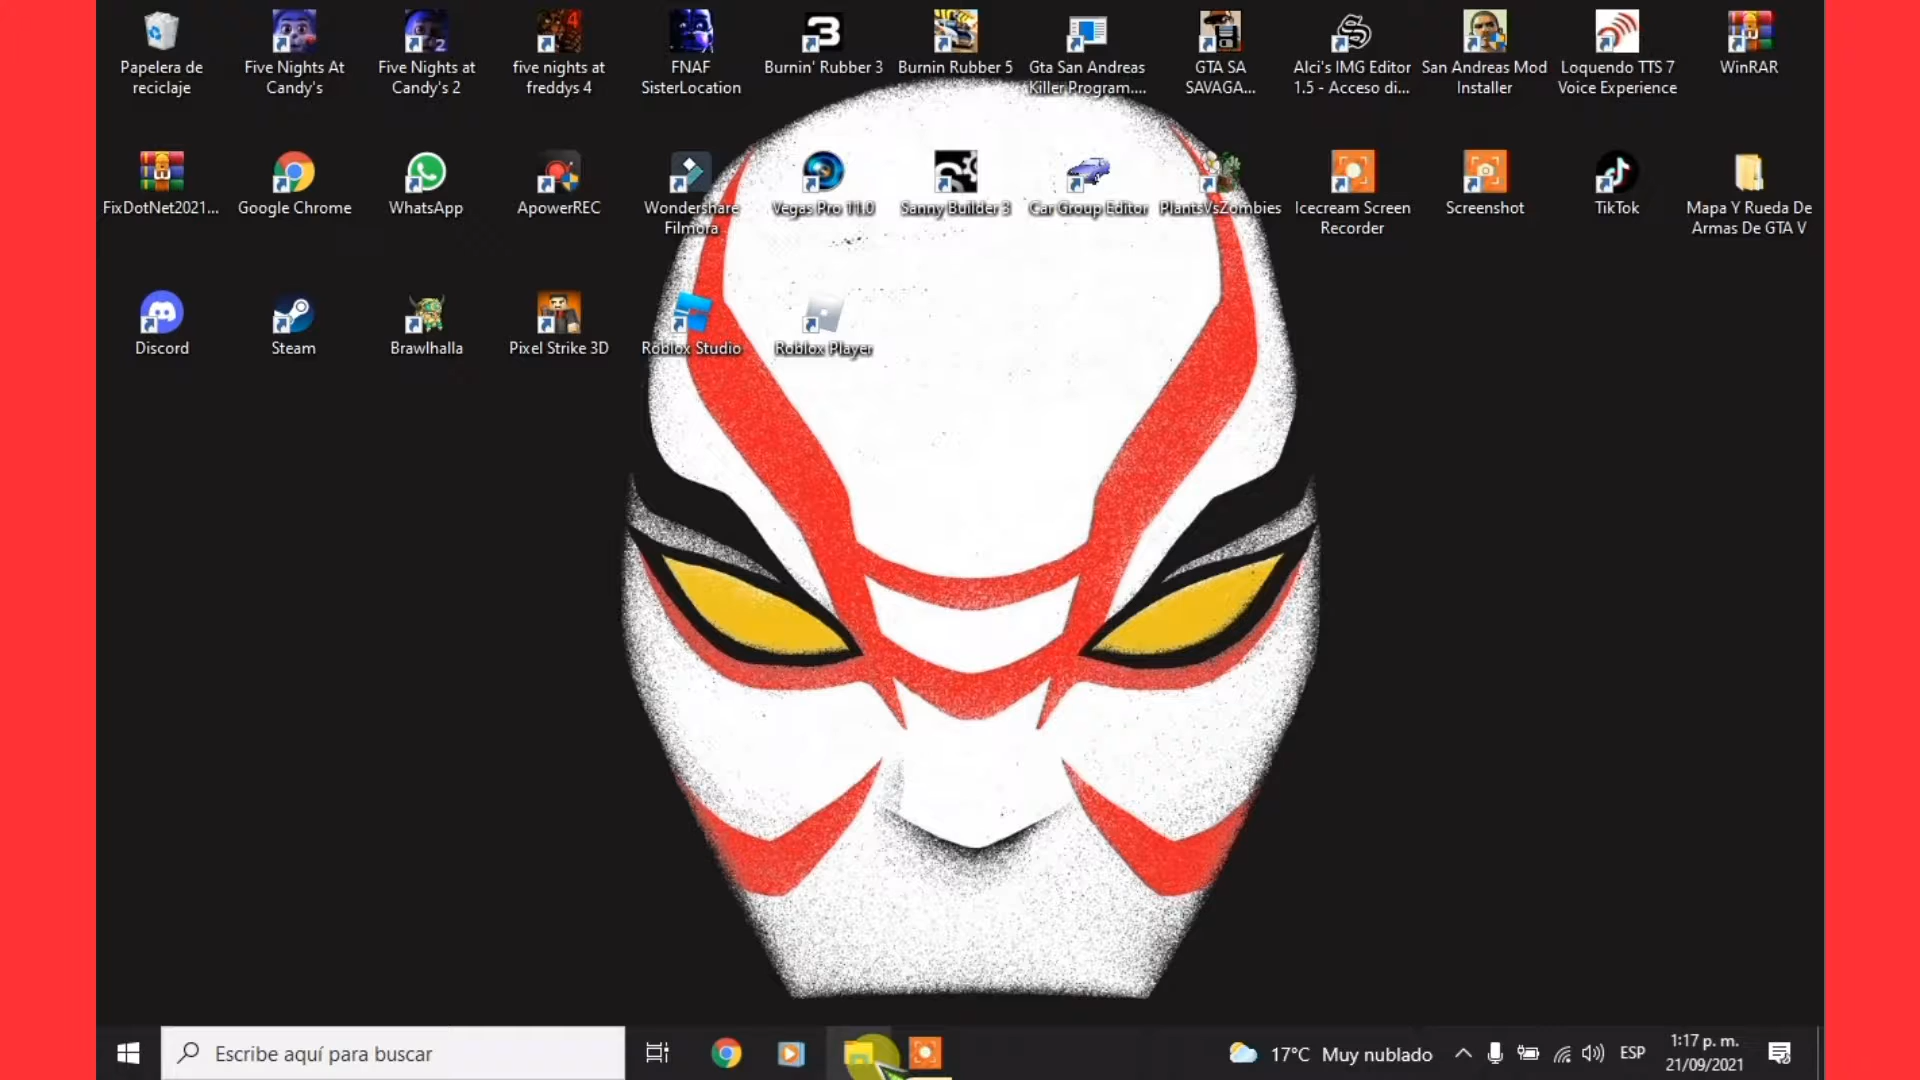 Papelera de
reciclaje
Five Nights At
Candy's
Five Nights at
Candy's 2
five nights at
freddys 4
FNAF
SisterLocation
Burnin' Rubber 3
Burnin Rubber 5
Gta San Andreas
Killer Program....
GTA SA
SAVAGA...
Alci's IMG Editor
1.5 - Acceso di...
San Andreas Mod
Installer
Loquendo TTS 7
Voice Experience
WinRAR
FixDotNet2021...
Google Chrome
WhatsApp
ApowerREC
Wondershare
Filmora
Vegas Pro 11.0
Sanny Builder 3
Car Group Editor
PlantsVsZombies
Icecream Screen
Recorder
Screenshot
TikTok
Mapa Y Rueda De
Armas De GTA V
Discord
Steam
Brawlhalla
Pixel Strike 3D
Roblox Studio
Roblox Player
Escribe aquí para buscar
17°C Muy nublado
ESP
1:17 p. m.
21/09/2021